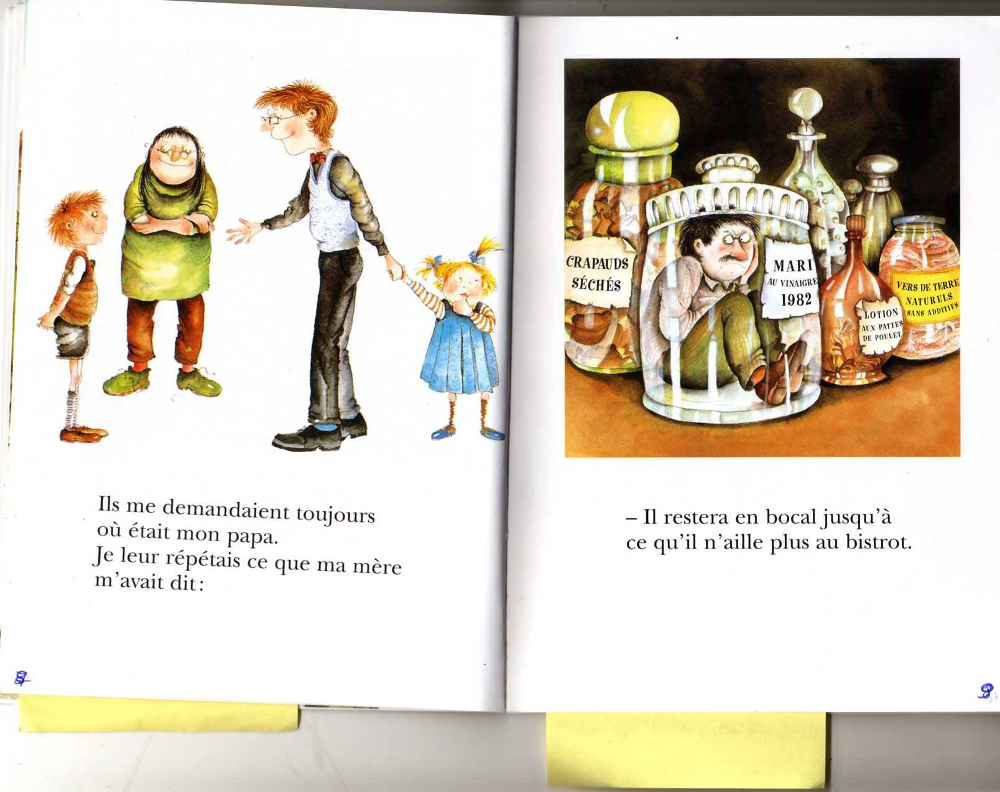 Ils me demandaient toujours
où était mon papa.
Je leur répétais ce que ma mère
m'avait dit :
CRAPAUDS
SÉCHÉS
MARI
AU VINAIGRE
1982
LOTION
AUX PATTES
DE POULET
VERS DE TERRE
NATURELS
SANS ADDITIFS
– Il restera en bocal jusqu'à
ce qu'il n'aille plus au bistrot.